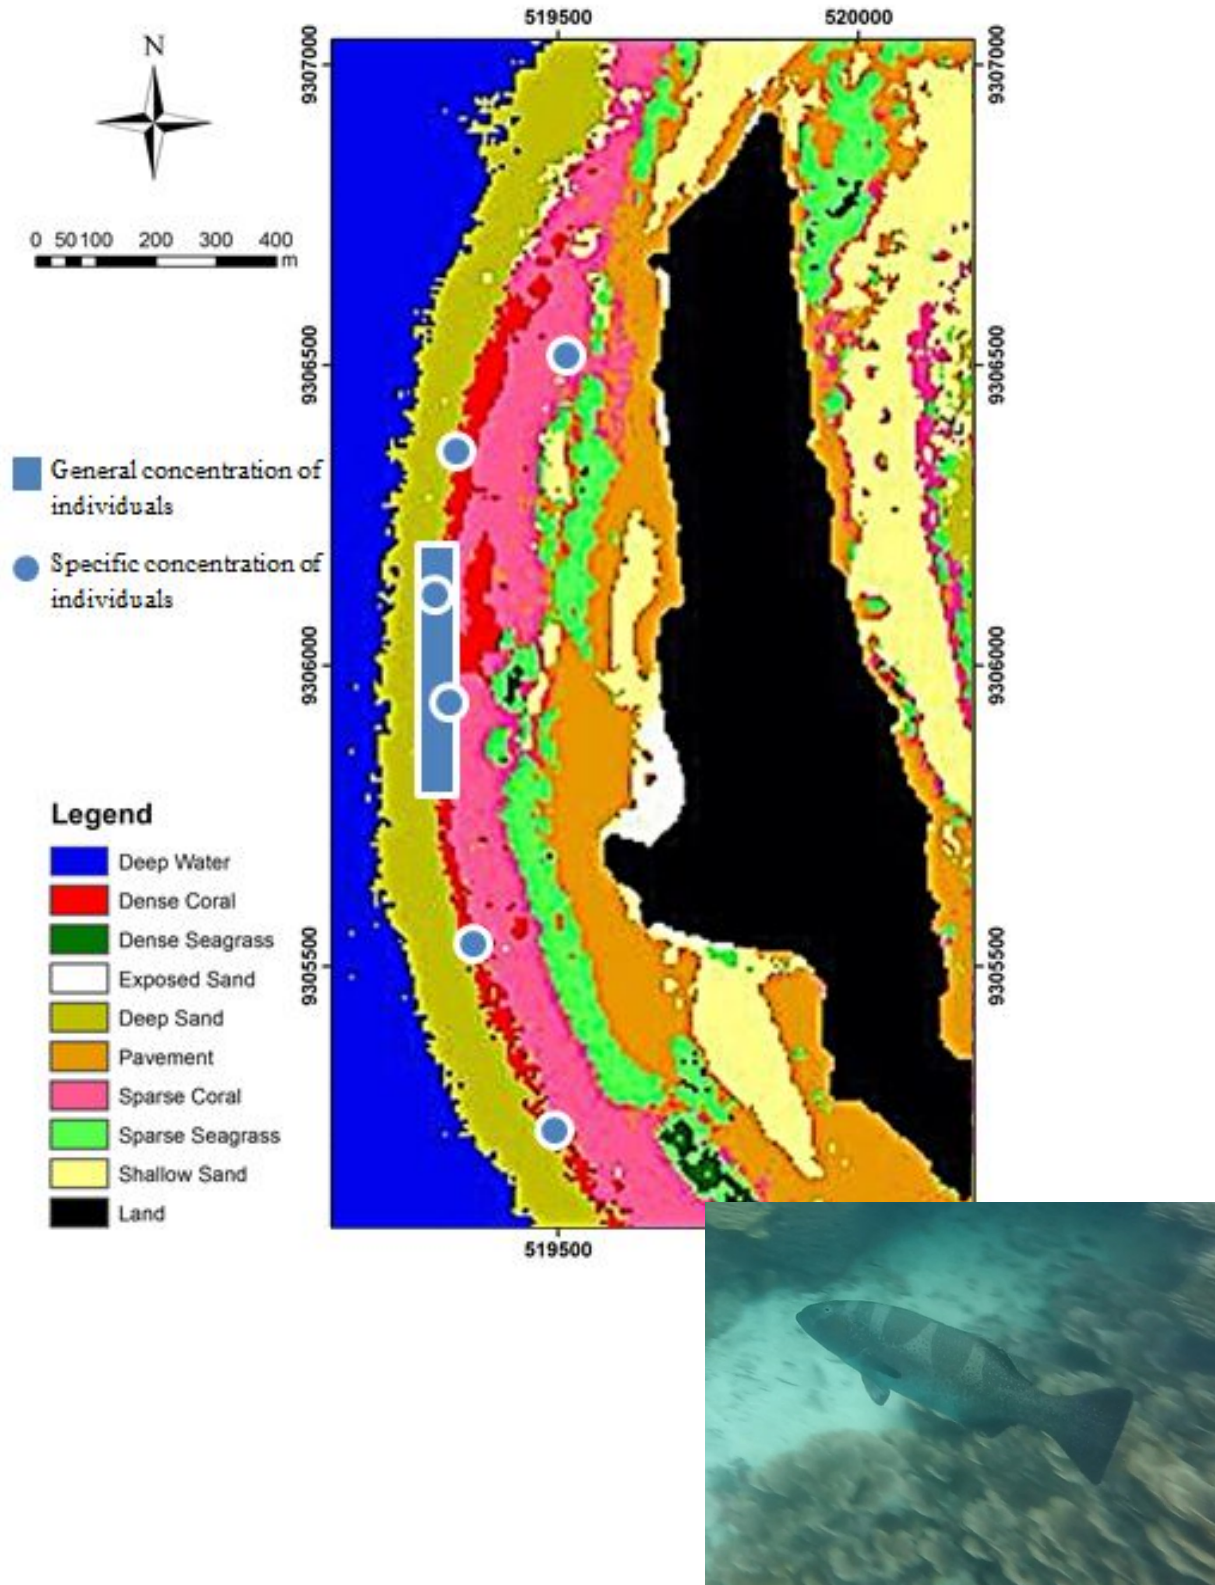 519500 520000
N
9307000 9307000
0 50 100 200 300 400
m
9306500 9306500
General concentration of
individuals
Specific concentration of
individuals
9306000 9306000
Legend
Deep Water
Dense Coral
Dense Seagrass
Exposed Sand
Deep Sand
Pavement
Sparse Coral
Sparse Seagrass
Shallow Sand
Land
9305500 9305500
519500